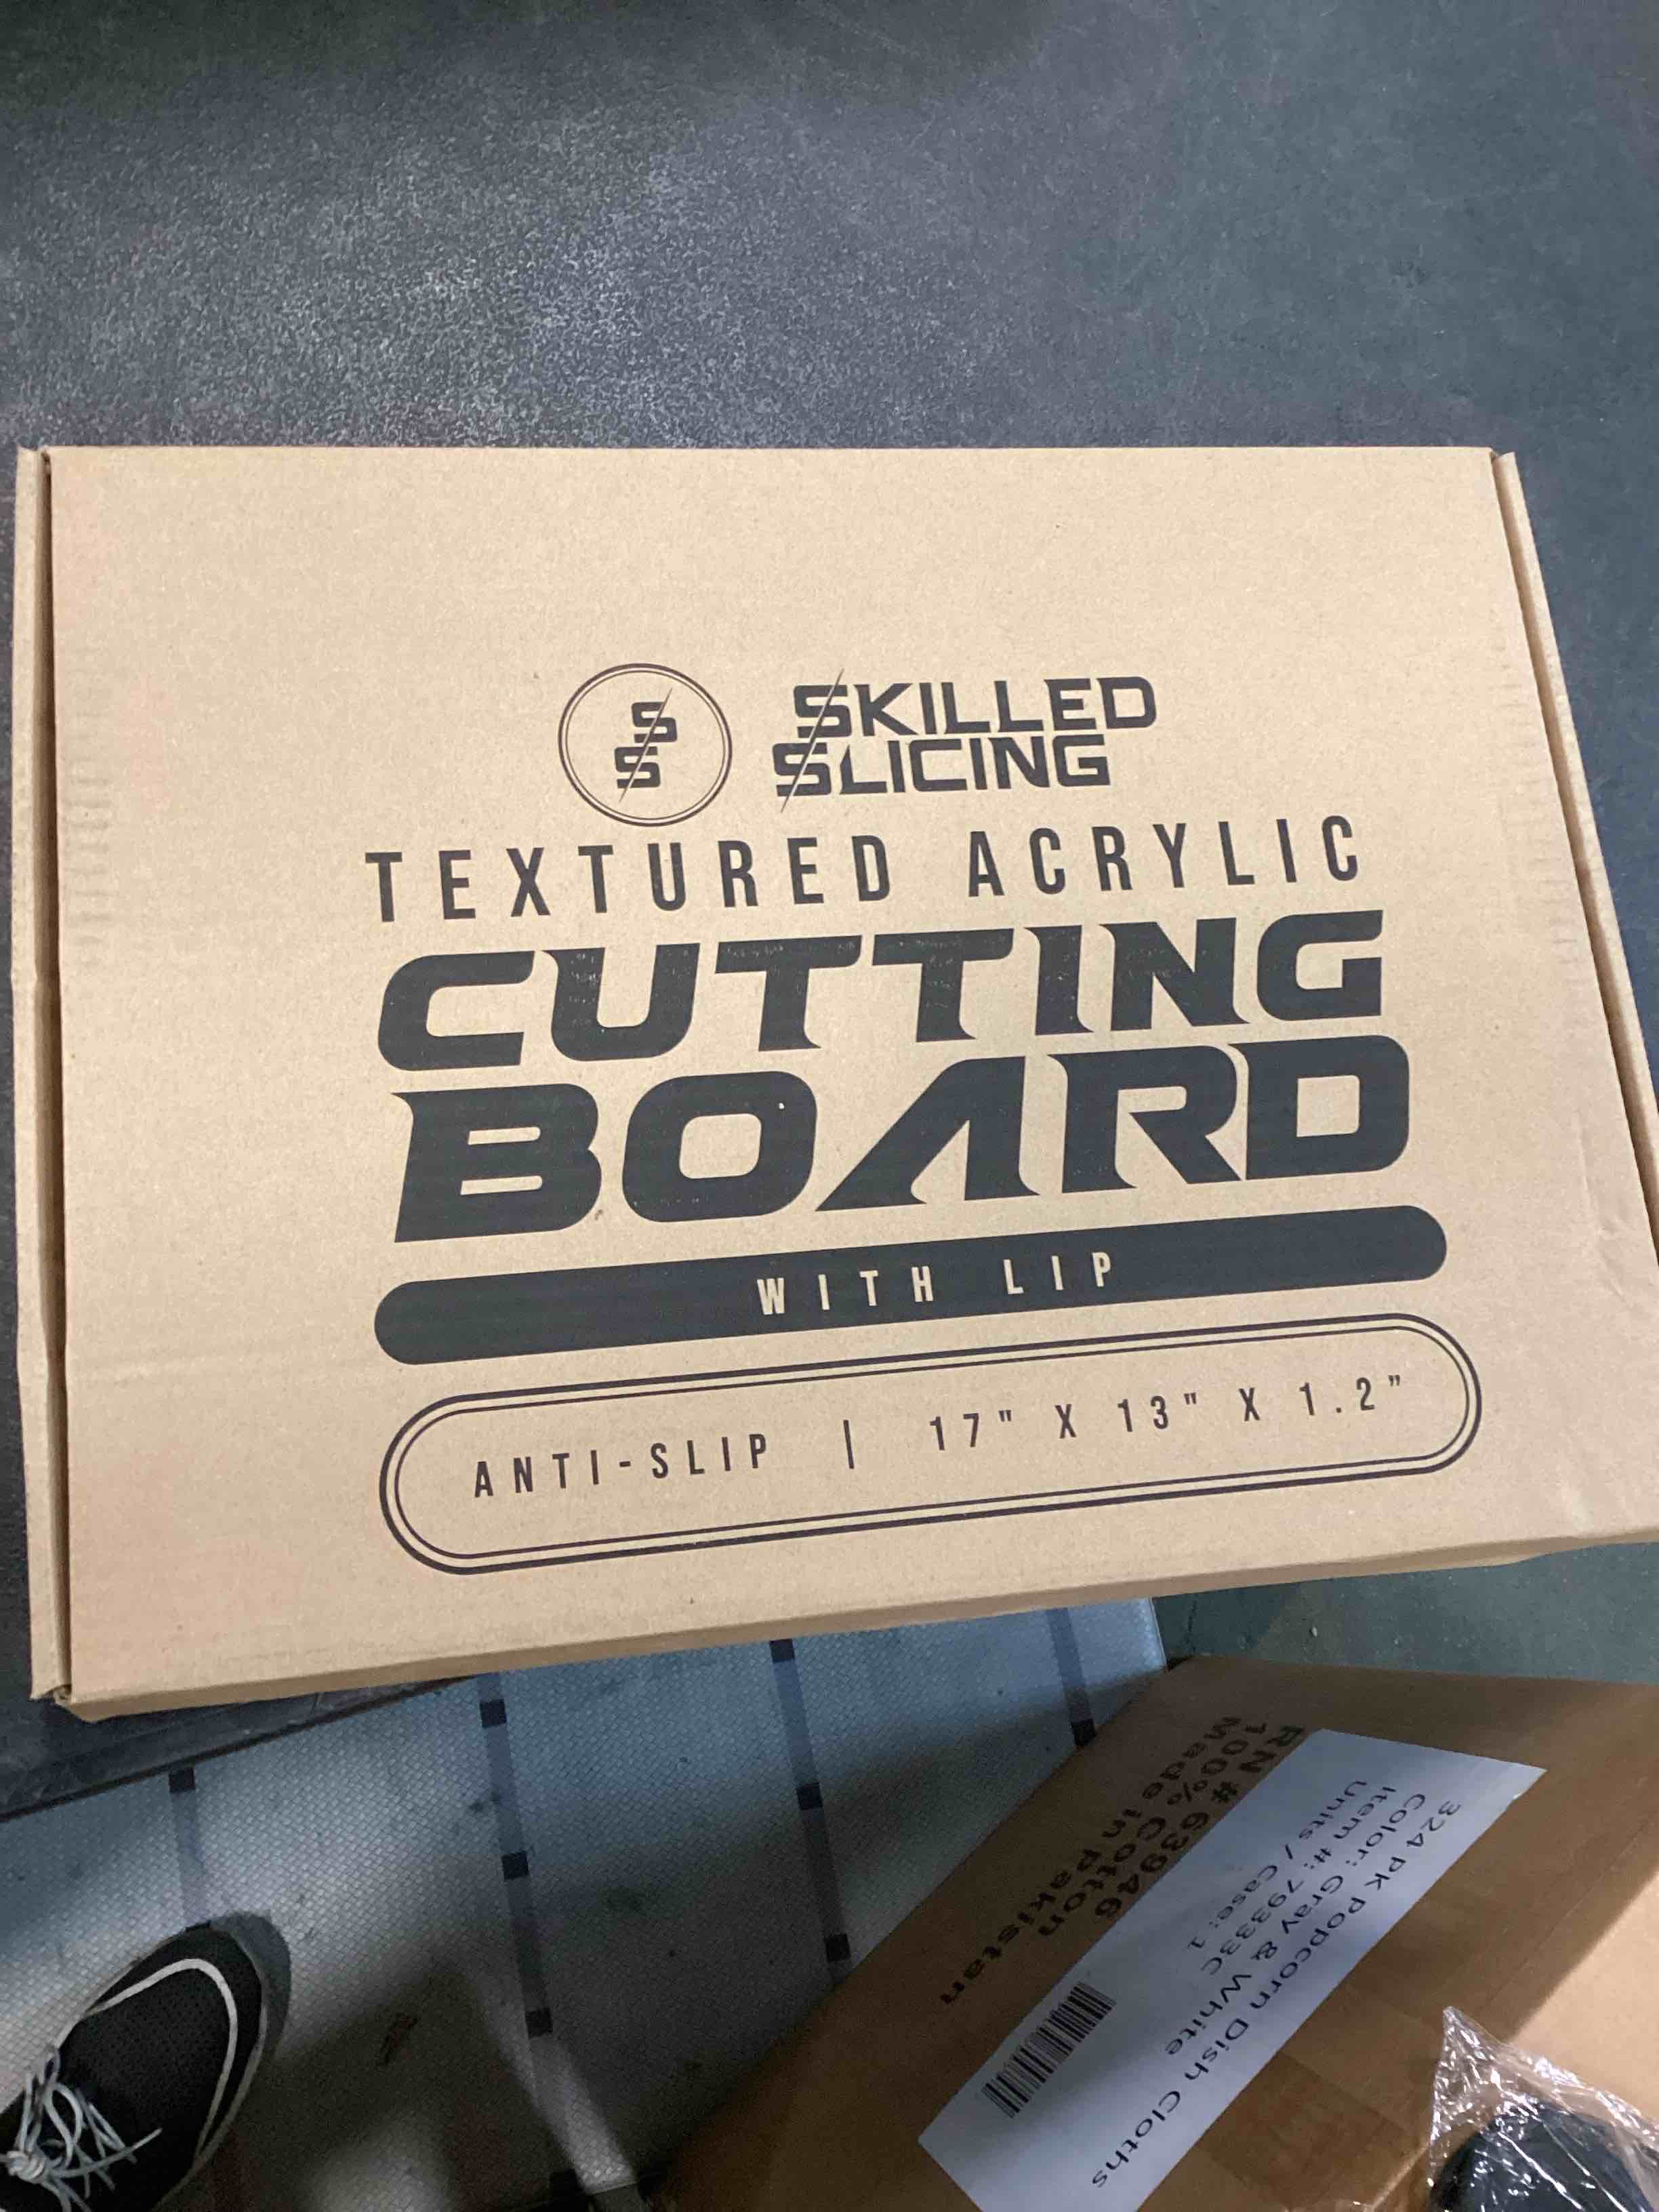 S
S
SKILLED
SLICING
TEXTURED ACRYLIC
CUTTING
BOARD
WITH LIP
ANTI-SLIP | 17" X 13" X 1.2"
RN # 63946
100% Cotton
Made in Pakistan
324 PK Popcorn Dish Cloths
Color: Gray & White
Item #: 79333C
Units / Case: 1